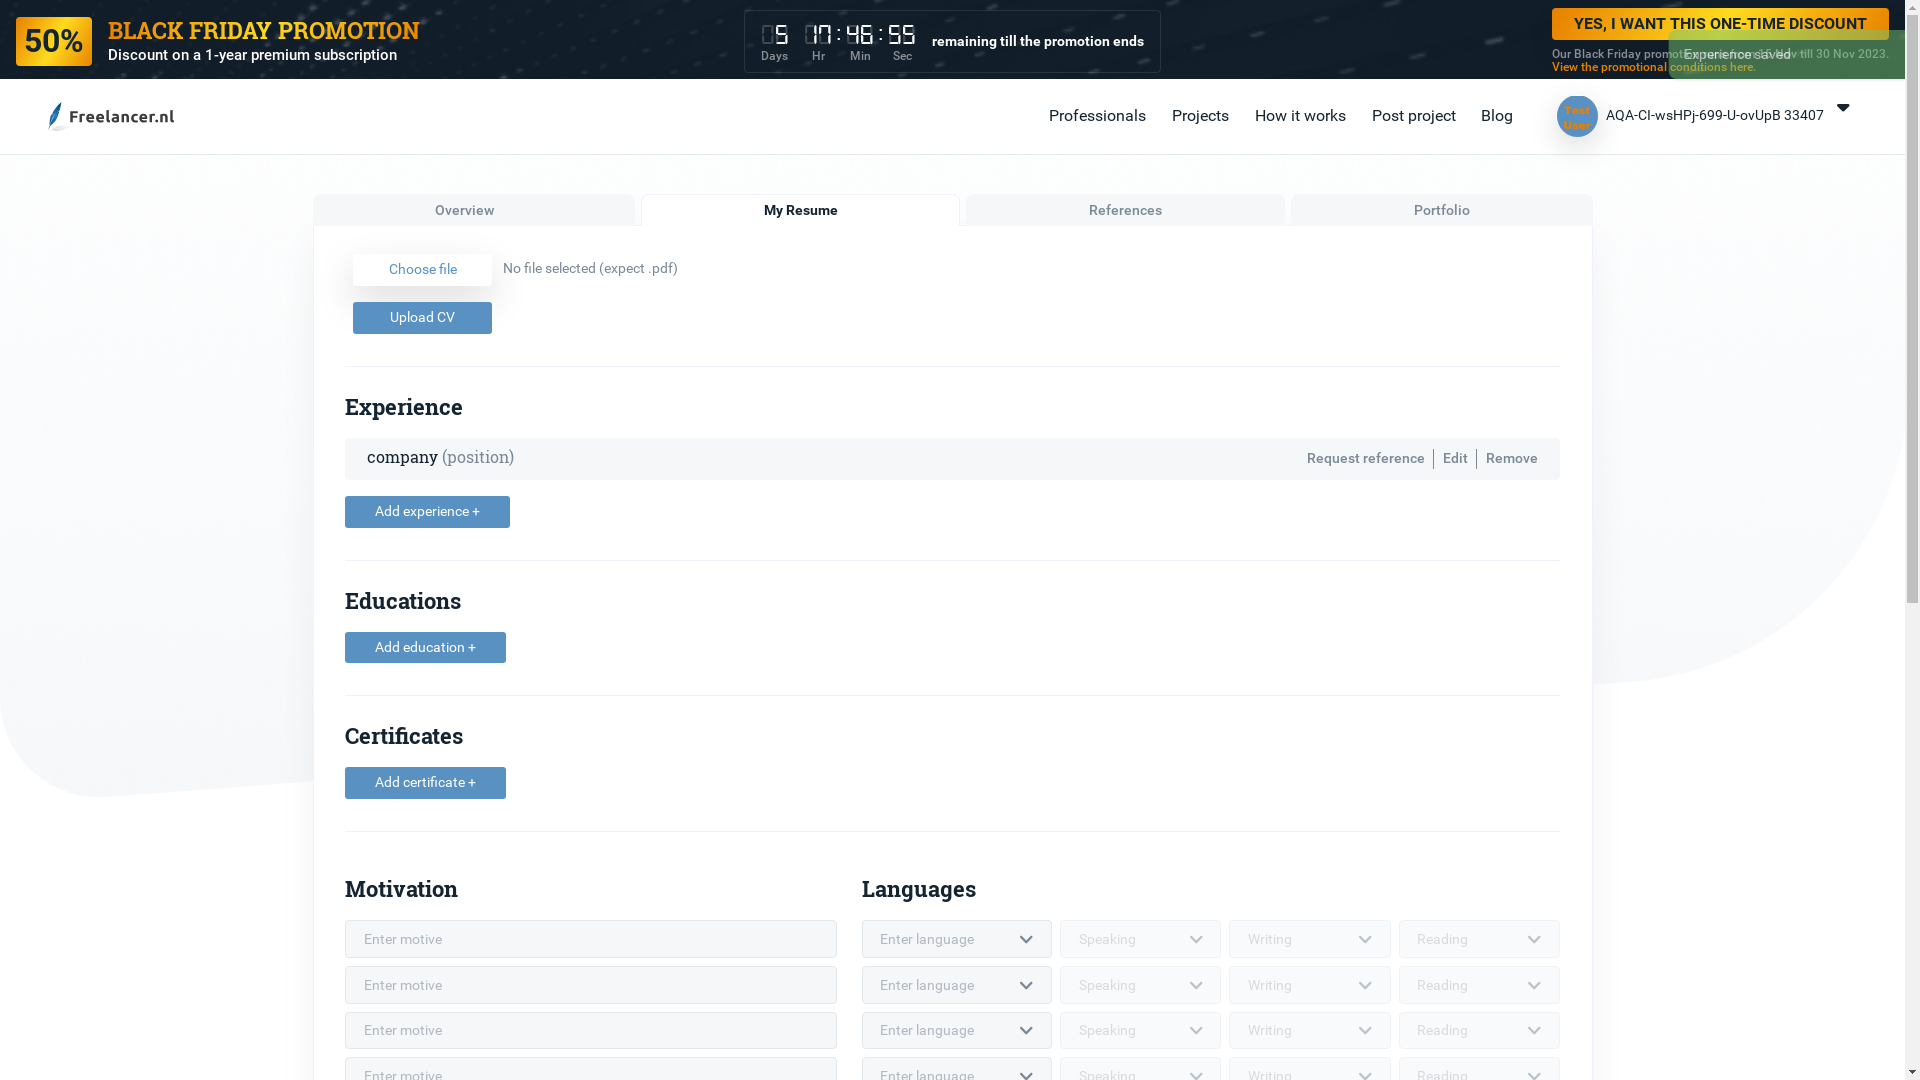 50%
BLACK FRIDAY PROMOTION
Discount on a 1-year premium subscription
5 17 : 46 : 55
Days Hr Min Sec
remaining till the promotion ends
YES, I WANT THIS ONE-TIME DISCOUNT
Our Black Friday promotion runs from 15 Nov till 30 Nov 2023.
View the promotional conditions here.
Experience saved
Freelancer.nl
Professionals
Projects
How it works
Post project
Blog
Test User
AQA-CI-wsHPj-699-U-ovUpB 33407
Overview
My Resume
References
Portfolio
Choose file
No file selected (expect .pdf)
Upload CV
Experience
company (position)
Request reference
Edit
Remove
Add experience +
Educations
Add education +
Certificates
Add certificate +
Motivation
Languages
Enter motive
Enter language
Speaking
Writing
Reading
Enter motive
Enter language
Speaking
Writing
Reading
Enter motive
Enter language
Speaking
Writing
Reading
Enter motive
Enter language
Speaking
Writing
Reading